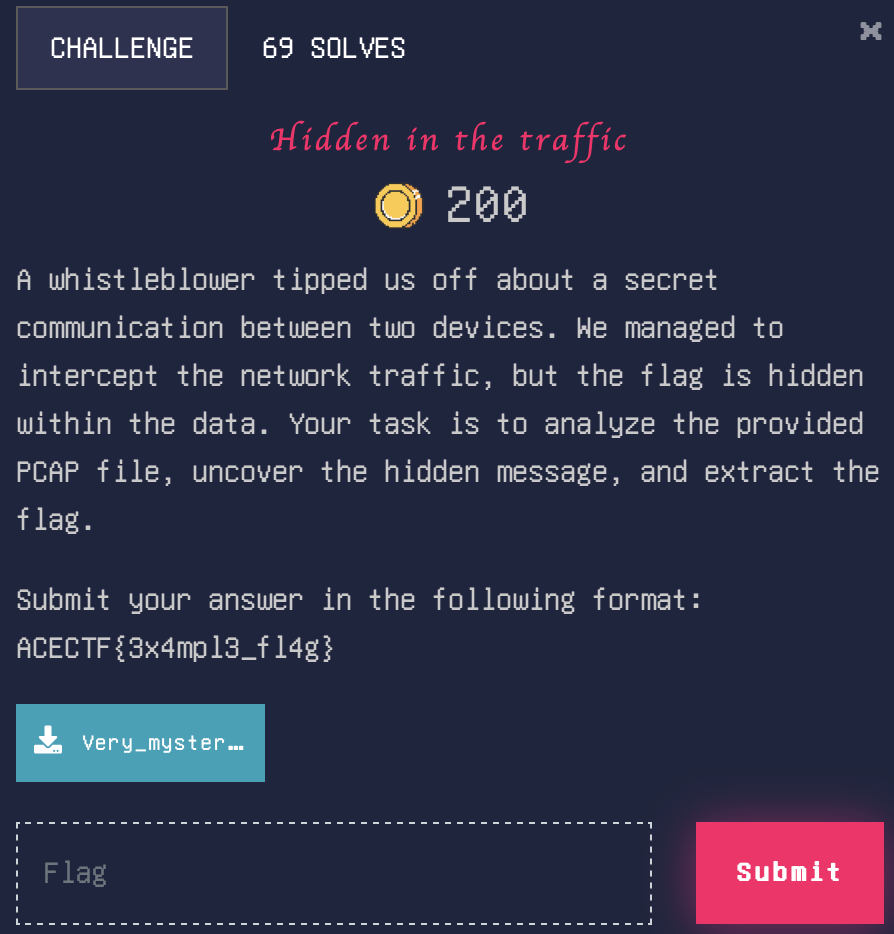 CHALLENGE
69 SOLVES
Hidden in the traffic
200
A whistleblower tipped us off about a secret
communication between two devices. We managed to
intercept the network traffic, but the flag is hidden
within the data. Your task is to analyze the provided
PCAP file, uncover the hidden message, and extract the
flag.
Submit your answer in the following format:
ACECTF{3x4mpl3_fl4g}
Very_myster…
Flag
Submit